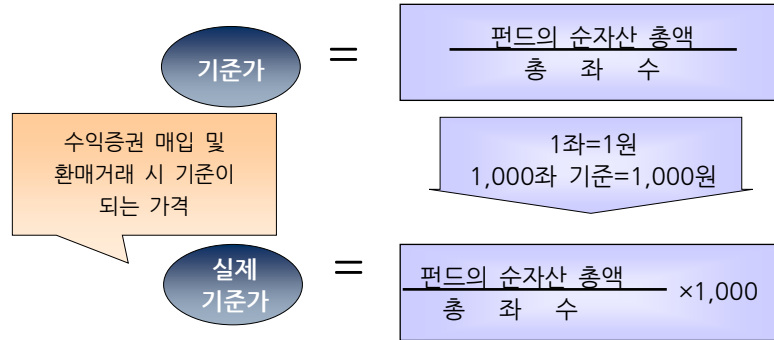 기준가
=
펀드의 순자산 총액
총 좌 수
수익증권 매입 및
환매거래 시 기준이
되는 가격
1좌=1원
1,000좌 기준=1,000원
실제
기준가
=
펀드의 순자산 총액
총 좌 수
×1,000